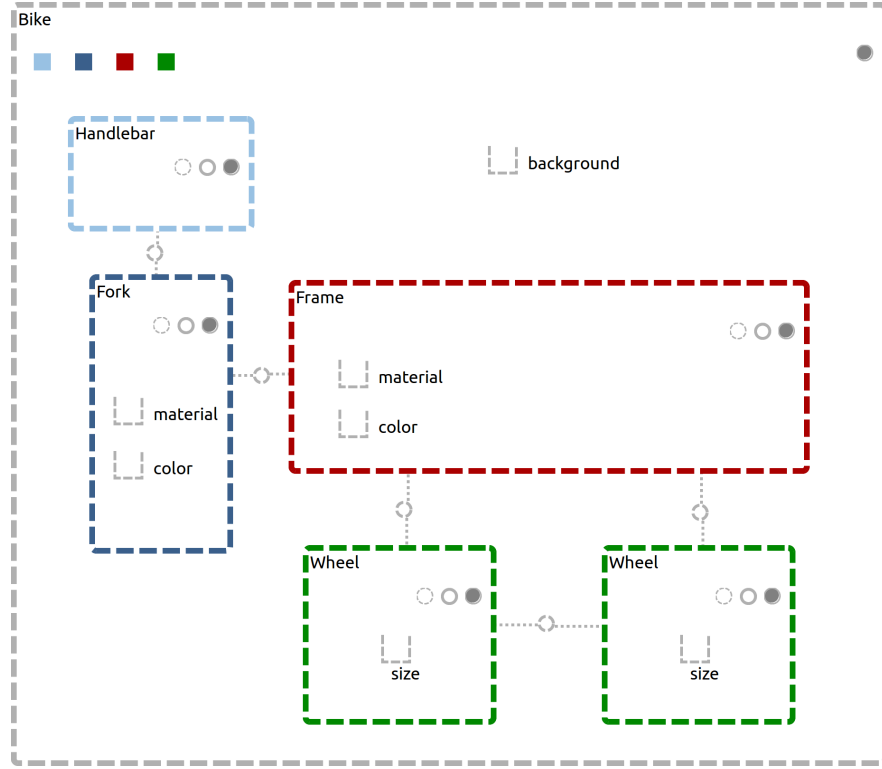 Bike
Handlebar
background
Fork
Frame
material
color
material
color
Wheel
Wheel
size
size